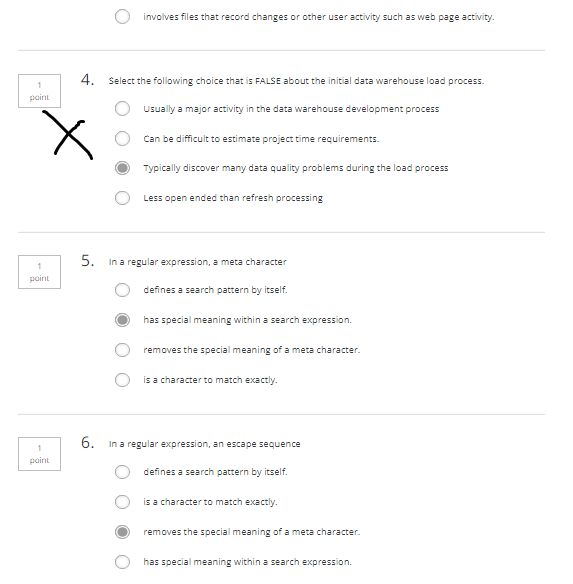 involves files that record changes or other user activity such as web page activity.
1
point
4. Select the following choice that is FALSE about the initial data warehouse load process.
Usually a major activity in the data warehouse development process
Can be difficult to estimate project time requirements.
Typically discover many data quality problems during the load process
Less open ended than refresh processing
1
point
5. In a regular expression, a meta character
defines a search pattern by itself.
has special meaning within a search expression.
removes the special meaning of a meta character.
is a character to match exactly.
1
point
6. In a regular expression, an escape sequence
defines a search pattern by itself.
is a character to match exactly.
removes the special meaning of a meta character.
has special meaning within a search expression.